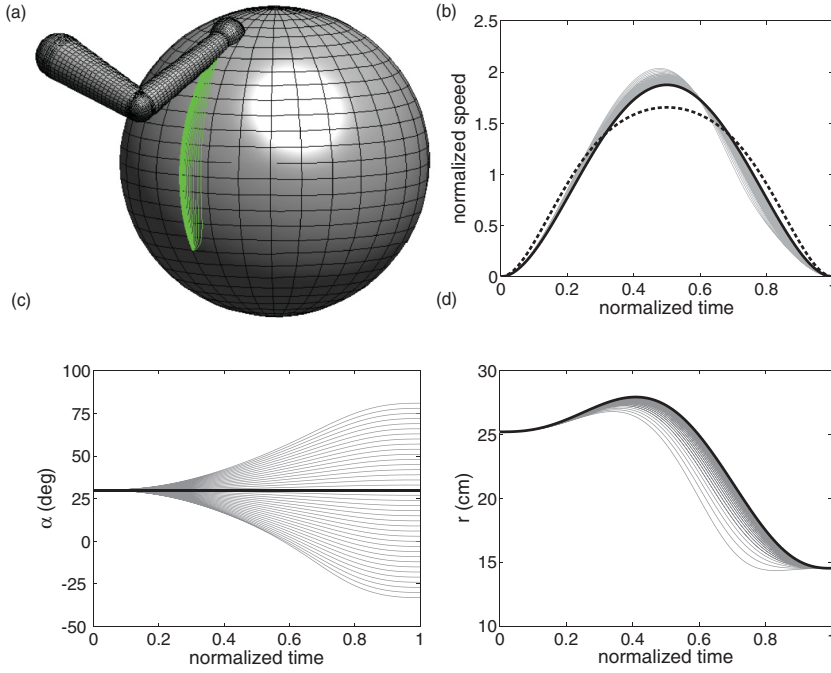 (a)
(b)
2.5
2
1.5
1
0.5
0
normalized speed
0 0.2 0.4 0.6 0.8 1
normalized time
(c)
100
75
50
25
0
-25
-50
α (deg)
0 0.2 0.4 0.6 0.8 1
normalized time
(d)
30
25
20
15
10
r (cm)
0 0.2 0.4 0.6 0.8 1
normalized time